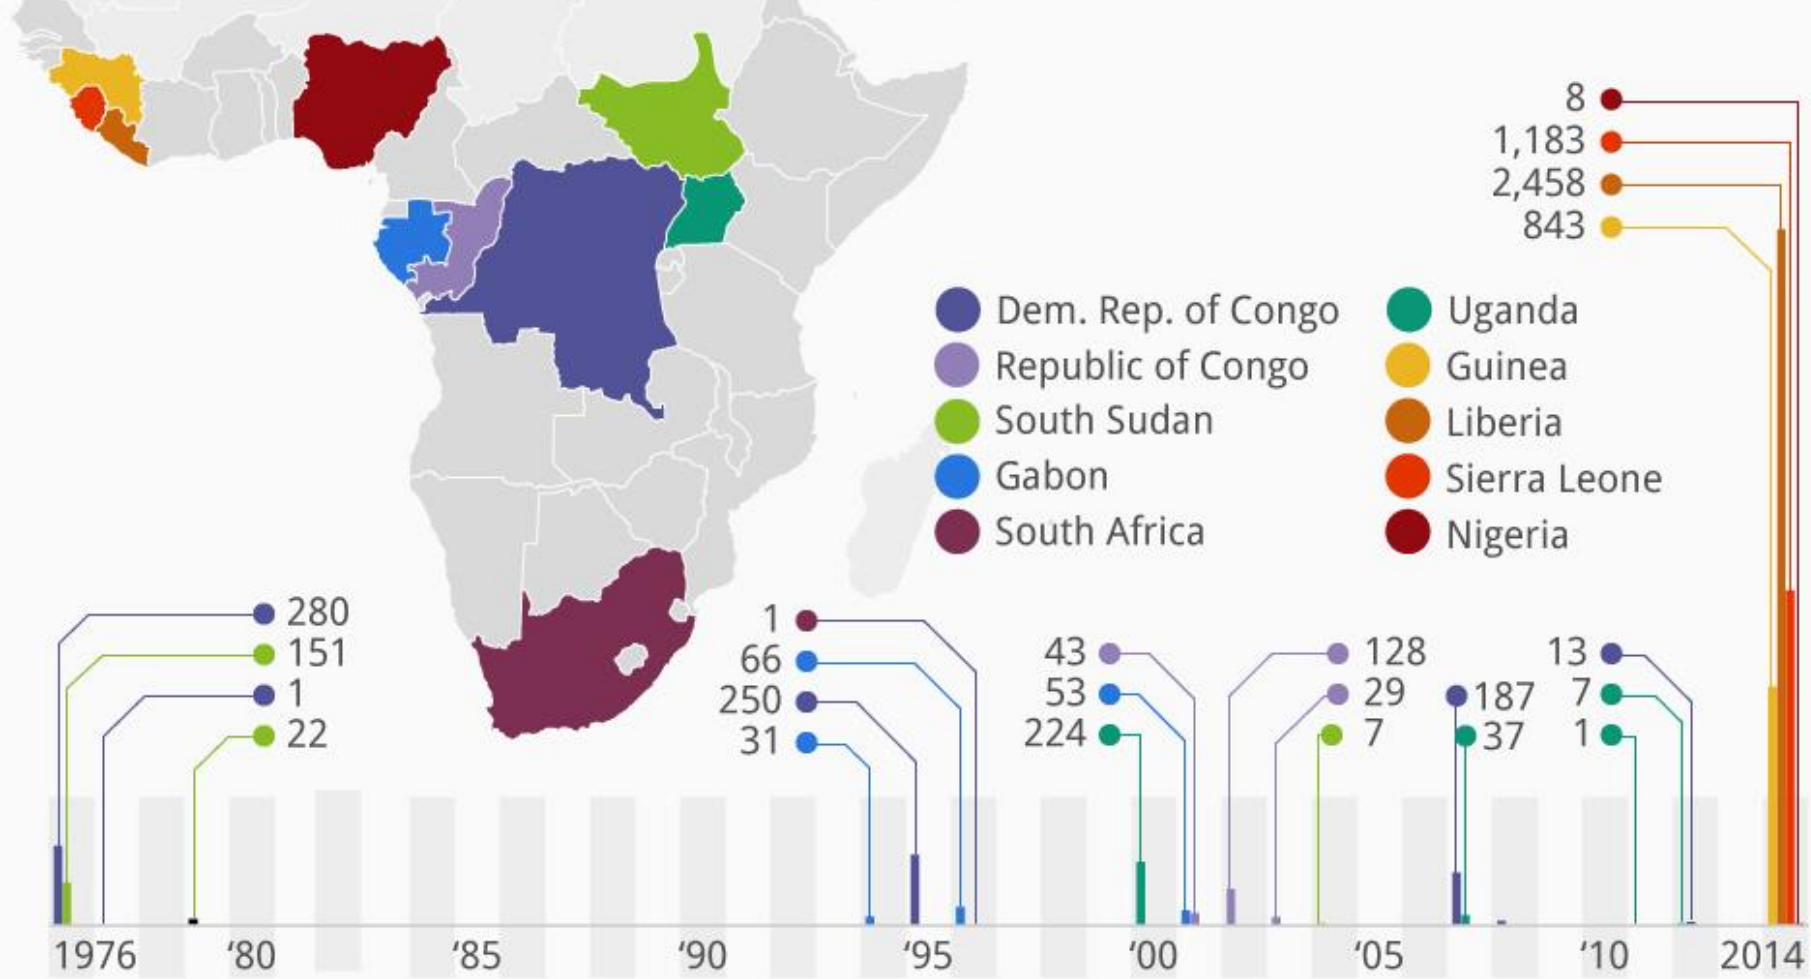 8
1,183
2,458
843
Dem. Rep. of Congo
Republic of Congo
South Sudan
Gabon
South Africa
Uganda
Guinea
Liberia
Sierra Leone
Nigeria
280
151
1
22
1
66
250
31
43
53
224
128
29
7
187
37
13
7
1
1976 ‘80 ‘85 ‘90 ‘95 ‘00 ‘05 ‘10 2014